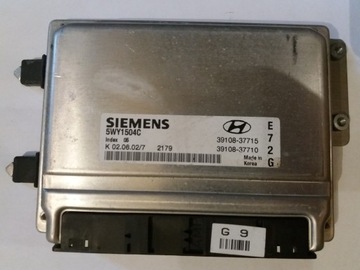 SIEMENS
5WY1504C
Index 06
K 02.06.02/7 2179
39108-37715
39108-37710
Made in
Korea
E
7
2
G
G 9